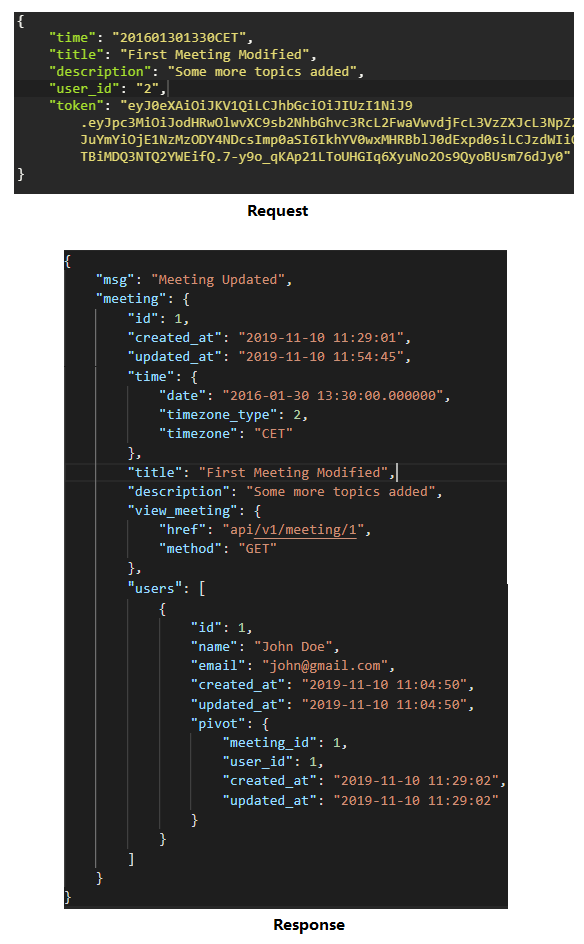 {
"time": "201601301330CET",
"title": "First Meeting Modified",
"description": "Some more topics added",
"user_id": "2",
"token": "eyJ0eXAiOiJKV1QiLCJhbGciOiJIUzI1NiJ9
.eyJpc3MiOiJodHRwOlwvXC9sb2NhbGhvc3RcL2FwaVwvdjFcL3VzZXJcL3NpZ2
JuYmYiOjE1NzMzODY4NDcsImp0aSI6IkhYV0wxMHRBblJ0dExpd0siLCJzdWIiO
TBiMDQ3NTQ2YWEifQ.7-y9o_qKAp21LToUHGIq6XyuNo2Os9QyoBUsm76dJy0"
}
Request
{
"msg": "Meeting Updated",
"meeting": {
"id": 1,
"created_at": "2019-11-10 11:29:01",
"updated_at": "2019-11-10 11:54:45",
"time": {
"date": "2016-01-30 13:30:00.000000",
"timezone_type": 2,
"timezone": "CET"
},
"title": "First Meeting Modified",
"description": "Some more topics added",
"view_meeting": {
"href": "api/v1/meeting/1",
"method": "GET"
},
"users": [
{
"id": 1,
"name": "John Doe",
"email": "john@gmail.com",
"created_at": "2019-11-10 11:04:50",
"updated_at": "2019-11-10 11:04:50",
"pivot": {
"meeting_id": 1,
"user_id": 1,
"created_at": "2019-11-10 11:29:02",
"updated_at": "2019-11-10 11:29:02"
}
}
]
}
}
Response